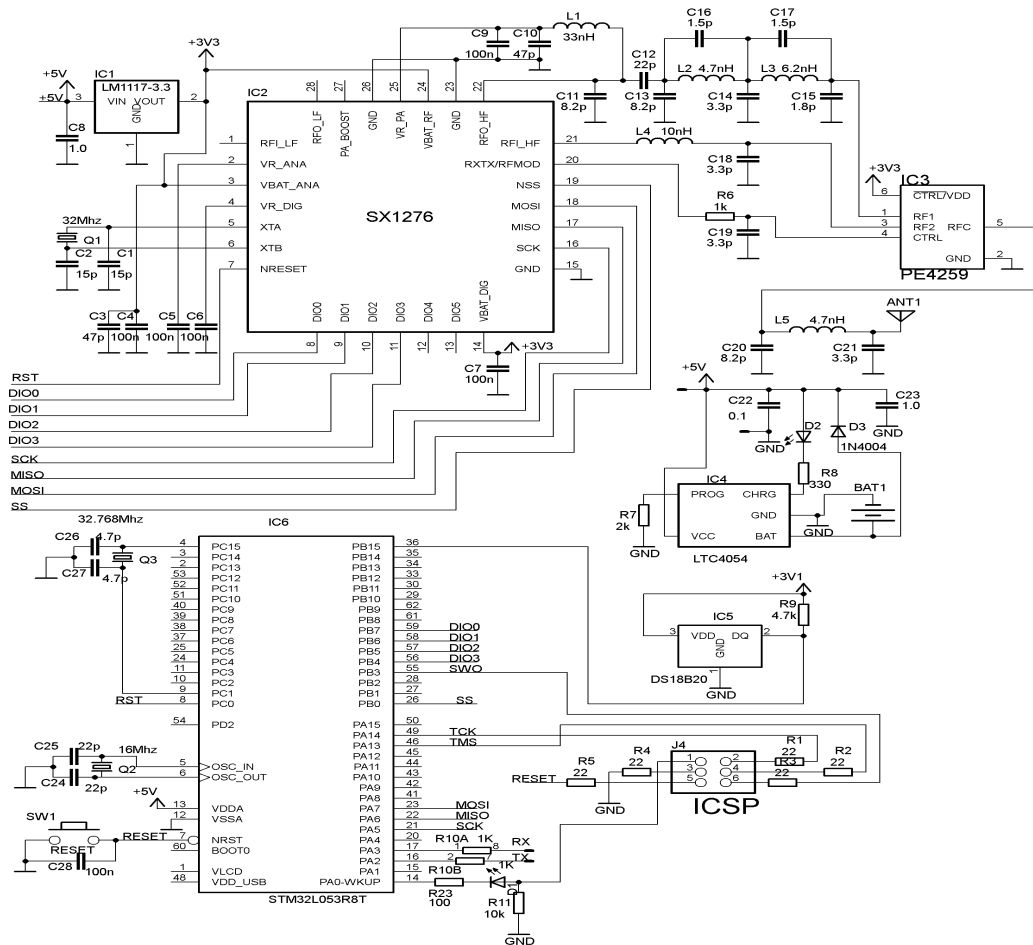 C16
1.5p
C17
1.5p
C9
100n
C10
47p
L1
33nH
C12
22p
L2 4.7nH
L3 6.2nH
C11
8.2p
C13
8.2p
C14
3.3p
C15
1.8p
+3V3
+5V
+5V
IC1
LM1117-3.3
VIN VOUT
GND
3
2
1
C8
1.0
IC2
28
27
26
25
24
23
22
RFO_LF
PA_BOOST
GND
VR_PA
VBAT_RF
GND
RFO_HF
SX1276
1 RFI_LF
2 VR_ANA
3 VBAT_ANA
4 VR_DIG
5 XTA
6 XTB
7 NRESET
RFI_HF 21
RXTX/RFMOD 20
NSS 19
MOSI 18
MISO 17
SCK 16
GND 15
DIO0
DIO1
DIO2
DIO3
DIO4
DIO5
VBAT_DIG
8
9
10
11
12
13
14
32Mhz
Q1
C2
15p
C1
15p
C3
47p
C4
100n
C5
100n
C6
100n
C7
100n
+3V3
L4 10nH
C18
3.3p
R6
1k
C19
3.3p
+3V3
IC3
6 CTRL/VDD
1 RF1
3 RF2
4 CTRL
RFC 5
GND 2
PE4259
ANT1
L5 4.7nH
C20
8.2p
C21
3.3p
RST
DIO0
DIO1
DIO2
DIO3
SCK
MISO
MOSI
SS
+5V
C22
0.1
GND
D2
D3
1N4004
C23
1.0
GND
R8
330
IC4
PROG CHRG
GND
VCC BAT
LTC4054
R7
2k
GND
GND
BAT1
32.768Mhz
C26
4.7p
Q3
C27
4.7p
IC6
4 PC15
3 PC14
2 PC13
53 PC12
52 PC11
51 PC10
40 PC9
39 PC8
38 PC7
37 PC6
25 PC5
24 PC4
11 PC3
10 PC2
9 PC1
RST 8 PC0
54 PD2
5 OSC_IN
6 OSC_OUT
13 VDDA
12 VSSA
7 NRST
60 BOOT0
1 VLCD
48 VDD_USB
PB15 36
PB14 35
PB13 34
PB12 33
PB11 30
PB10 29
PB9 62
PB8 61
PB7 59 DIO0
PB6 58 DIO1
PB5 57 DIO2
PB4 56 DIO3
PB3 55 SWO
PB2 28
PB1 27
PB0 26 SS
PA15 50
PA14 49 TCK
PA13 46 TMS
PA12 45
PA11 44
PA10 43
PA9 42
PA8 41
PA7 23 MOSI
PA6 22 MISO
PA5 21 SCK
PA4 20
PA3 17
PA2 16
PA1 15
PA0-WKUP 14
STM32L053R8T
C25
22p
16Mhz
Q2
C24
22p
+5V
SW1
RESET
RESET
C28
100n
+3V1
R9
4.7k
IC5
3 VDD DQ 2
GND
1
DS18B20
GND
RESET
R5
22
R4
22
GND
J4
1 2
3 4
5 6
ICSP
R1
22
R3
22
R2
22
R10A 1K
1 8
RX
2 7
TX
R10B
1K
R23
100
D1
R11
10k
GND